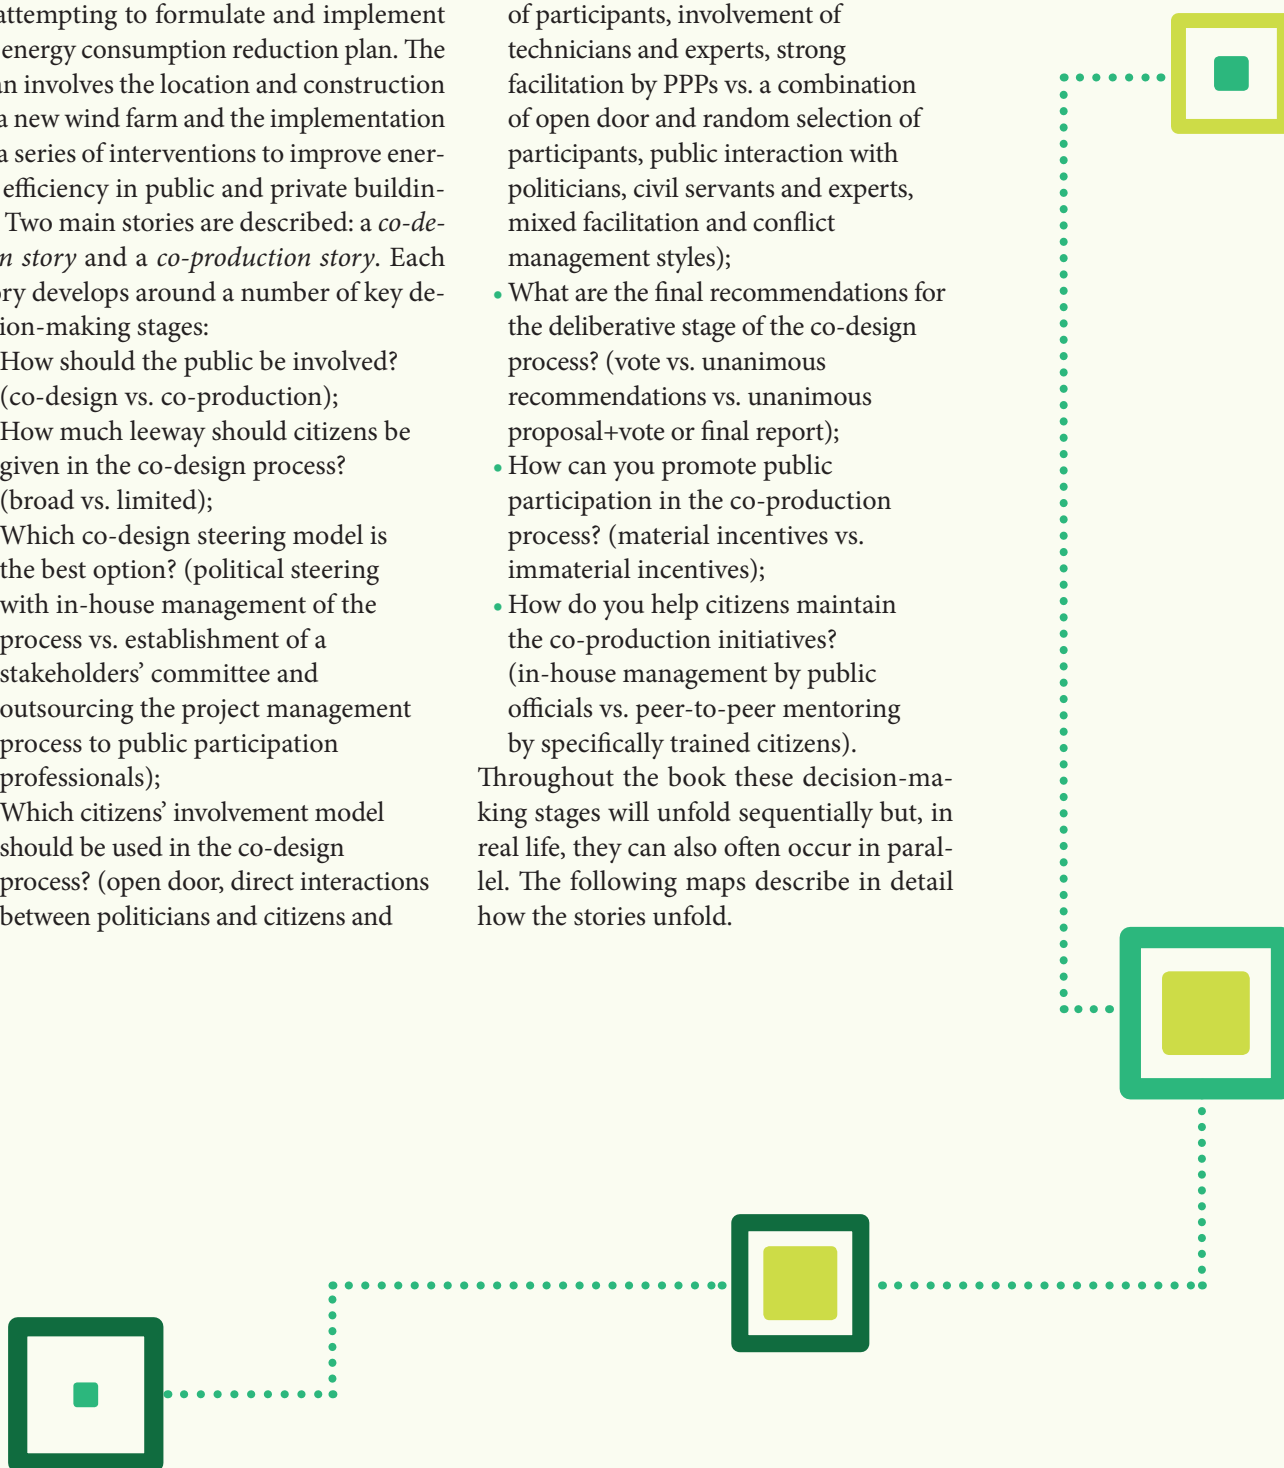 attempting to formulate and implement
energy consumption reduction plan. The
involves the location and construction
a new wind farm and the implementation
a series of interventions to improve ener-
efficiency in public and private buildin-
Two main stories are described: a co-de-
story and a co-production story. Each
develops around a number of key de-
ion-making stages:
How should the public be involved?
(co-design vs. co-production);
How much leeway should citizens be
given in the co-design process?
(broad vs. limited);
Which co-design steering model is
the best option? (political steering
with in-house management of the
process vs. establishment of a
stakeholders’ committee and
outsourcing the project management
process to public participation
professionals);
Which citizens’ involvement model
should be used in the co-design
process? (open door, direct interactions
between politicians and citizens and
of participants, involvement of
technicians and experts, strong
facilitation by PPPs vs. a combination
of open door and random selection of
participants, public interaction with
politicians, civil servants and experts,
mixed facilitation and conflict
management styles);
• What are the final recommendations for
the deliberative stage of the co-design
process? (vote vs. unanimous
recommendations vs. unanimous
proposal+vote or final report);
• How can you promote public
participation in the co-production
process? (material incentives vs.
immaterial incentives);
• How do you help citizens maintain
the co-production initiatives?
(in-house management by public
officials vs. peer-to-peer mentoring
by specifically trained citizens).
Throughout the book these decision-ma-
king stages will unfold sequentially but, in
real life, they can also often occur in paral-
lel. The following maps describe in detail
how the stories unfold.